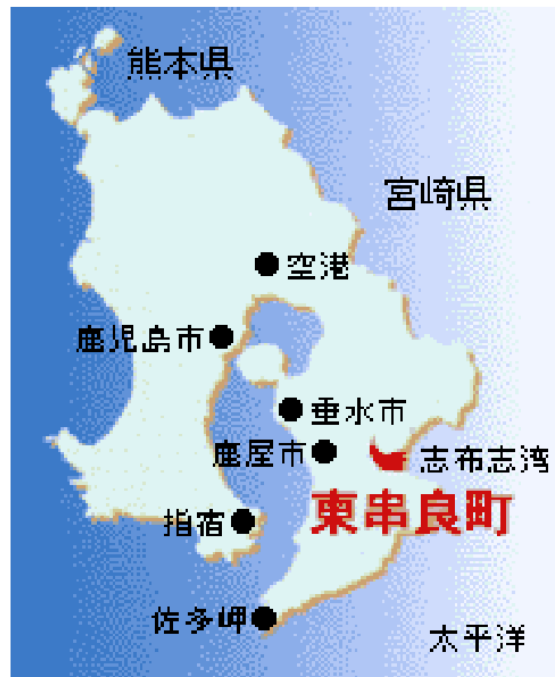 熊本県
宮崎県
空港
鹿児島市
垂水市
鹿屋市
志布志湾
東串良町
指宿
佐多岬
太平洋